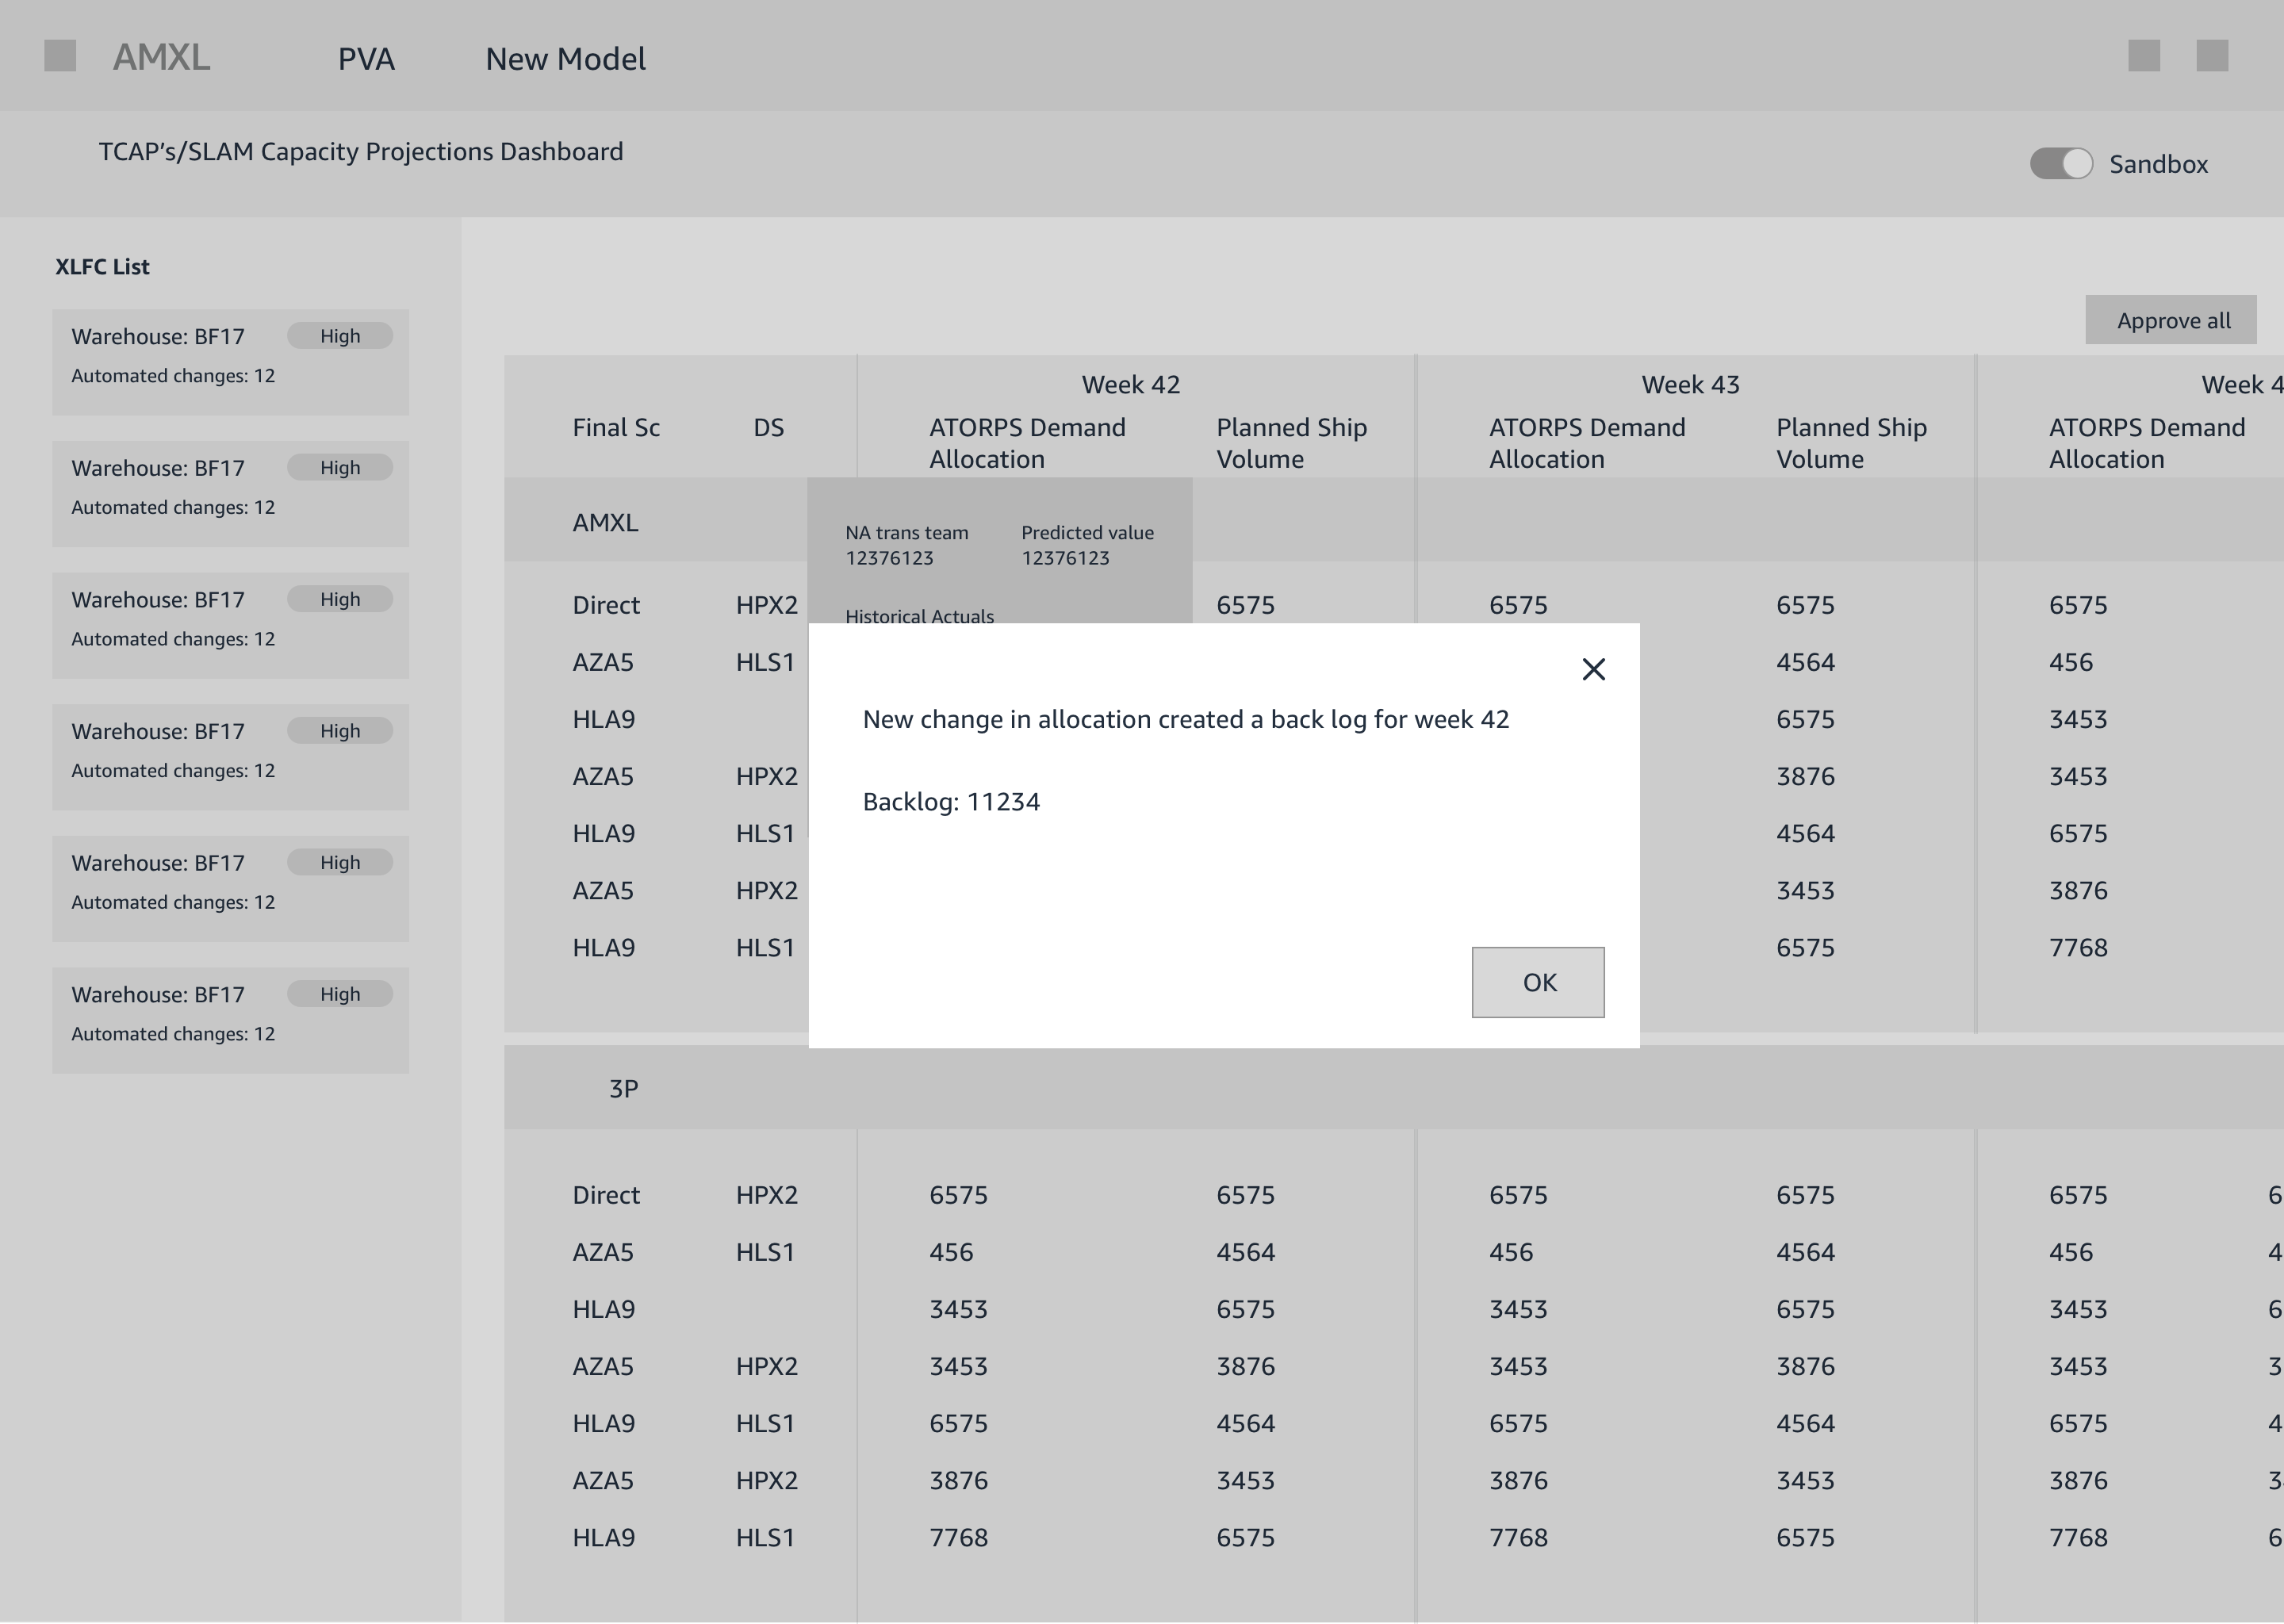 AMXL PVA New Model
TCAP's/SLAM Capacity Projections Dashboard
Sandbox
XLFC List
Warehouse: BF17 High
Automated changes: 12
Warehouse: BF17 High
Automated changes: 12
Warehouse: BF17 High
Automated changes: 12
Warehouse: BF17 High
Automated changes: 12
Warehouse: BF17 High
Automated changes: 12
Warehouse: BF17 High
Automated changes: 12
Approve all
Week 42 Week 43 Week 4
Final Sc DS ATORPS Demand Planned Ship ATORPS Demand Planned Ship ATORPS Demand
Allocation Volume Allocation Volume Allocation
AMXL
NA trans team Predicted value
12376123 12376123
Historical Actuals
Direct HPX2 6575 6575 6575 6575
AZA5 HLS1 4564 456
HLA9 6575 3453
AZA5 HPX2 3876 3453
HLA9 HLS1 4564 6575
AZA5 HPX2 3453 3876
HLA9 HLS1 6575 7768
New change in allocation created a back log for week 42
Backlog: 11234
OK
3P
Direct HPX2 6575 6575 6575 6575 6575 6
AZA5 HLS1 456 4564 456 4564 456 4
HLA9 3453 6575 3453 6575 3453 6
AZA5 HPX2 3453 3876 3453 3876 3453 3
HLA9 HLS1 6575 4564 6575 4564 6575 4
AZA5 HPX2 3876 3453 3876 3453 3876 3
HLA9 HLS1 7768 6575 7768 6575 7768 6